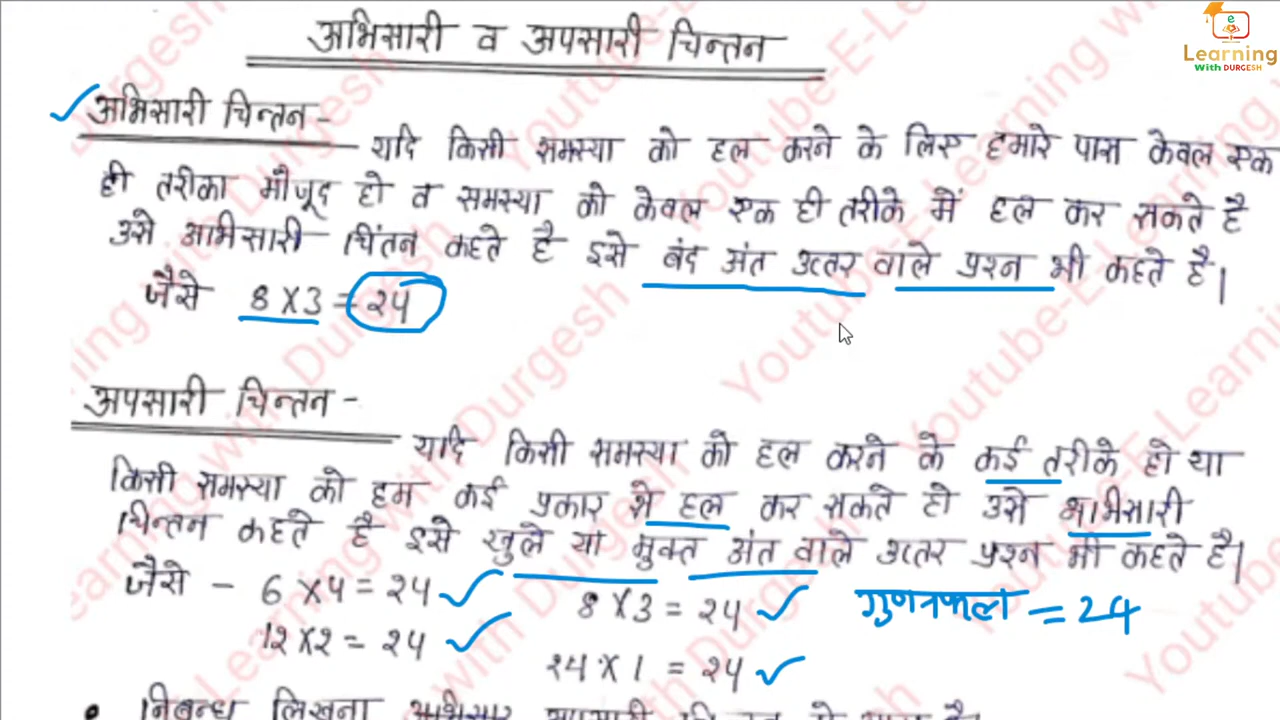 अभिसारी व अपसारी चिन्तन
Learning
With DURGESH
अभिसारी चिन्तन-
यदि किसी समस्या को हल करने के लिए हमारे पास केवल एक
ही तरीका मौजूद हो व समस्या को केवल एक ही तरीके में हल कर सकते है
उसे अभिसारी चिंतन कहते है इसे बंद अंत उत्तर वाले प्रश्न भी कहते है।
जैसे 8 X 3 = 24
अपसारी चिन्तन -
यदि किसी समस्या को हल करने के कई तरीके हो या
किसी समस्या को हम कई प्रकार से हल कर सकते हो उसे अभिसारी
चिन्तन कहते है इसे खुले या मुक्त अंत वाले उत्तर प्रश्न भी कहते है।
जैसे - 6 X 4 = 24 8 X 3 = 24 गुणनफल = 24
12 X 2 = 24 24 X 1 = 24
निबन्ध लिखना